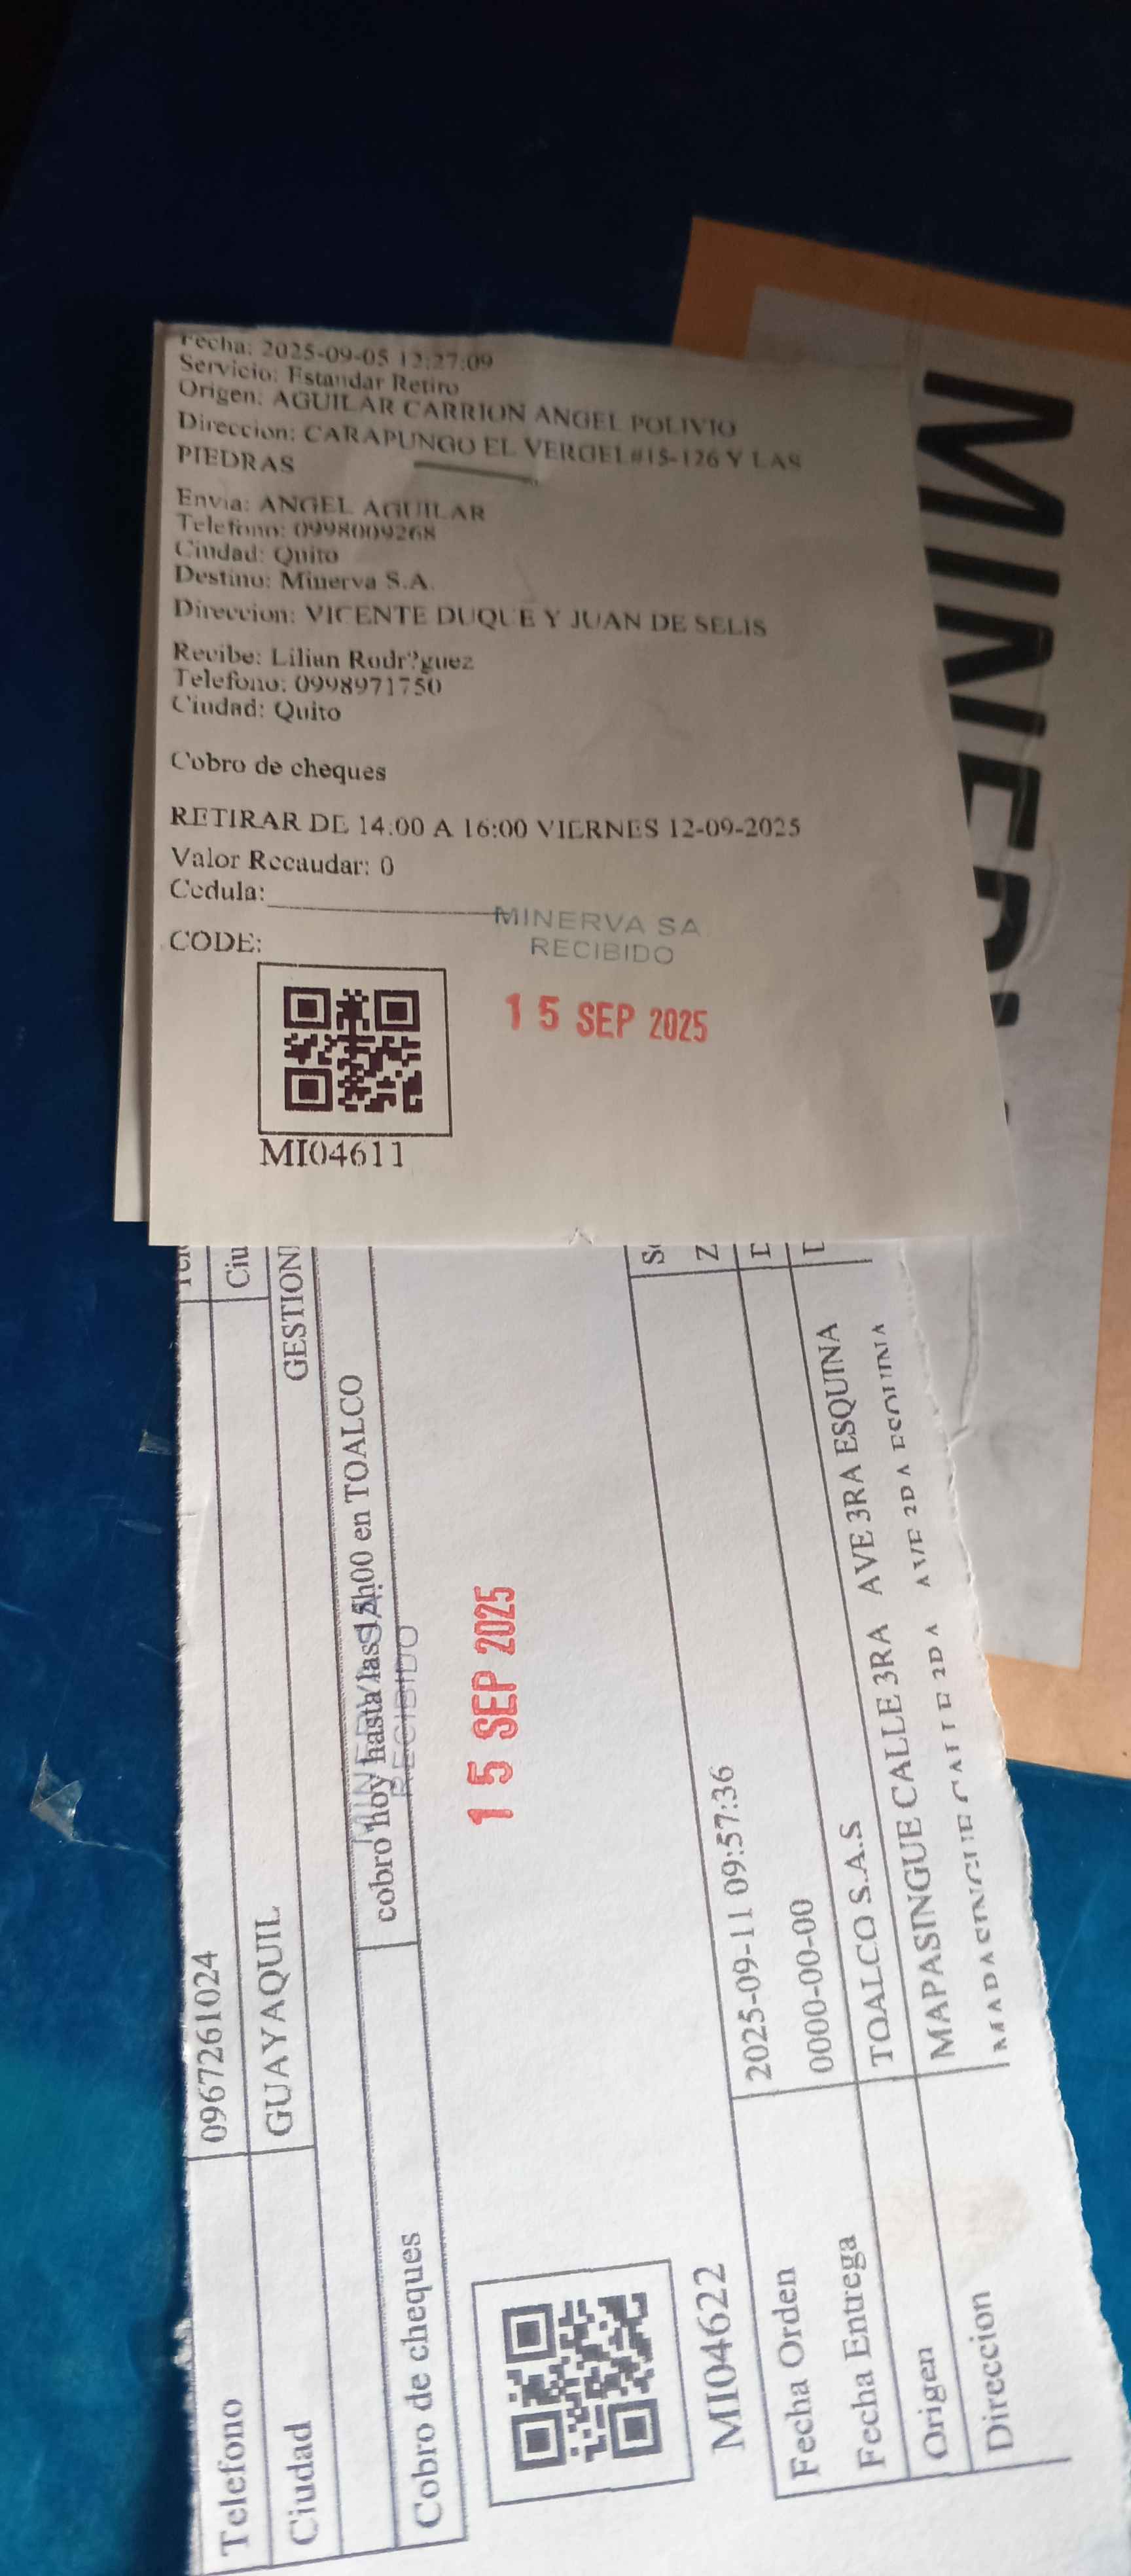 Fecha: 2025-09-05 12:27:09
Servicio: Estandar Retiro
Origen: AGUILAR CARRION ANGEL POLIVIO
Direccion: CARAPUNGO EL VERGEL#15-126 Y LAS
PIEDRAS
Envia: ANGEL AGUILAR
Telefono: 0998009268
Ciudad: Quito
Destino: Minerva S.A.
Direccion: VICENTE DUQUE Y JUAN DE SELIS
Recibe: Lilian Rodr?guez
Telefono: 0998971750
Ciudad: Quito
Cobro de cheques
RETIRAR DE 14:00 A 16:00 VIERNES 12-09-2025
Valor Recaudar: 0
Cedula:
MINERVA SA
RECIBIDO
CODE:
15 SEP 2025
MI04611
Telefono 0967261024
Ciu
Ciudad GUAYAQUIL
GESTION
Cobro de cheques cobro hoy hasta las 15h00 en TOALCO
RECIBIDO
15 SEP 2025
MI04622
Fecha Orden 2025-09-11 09:57:36
Fecha Entrega 0000-00-00
Origen TOALCO S.A.S
Direccion MAPASINGUE CALLE 3RA AVE 3RA ESQUINA